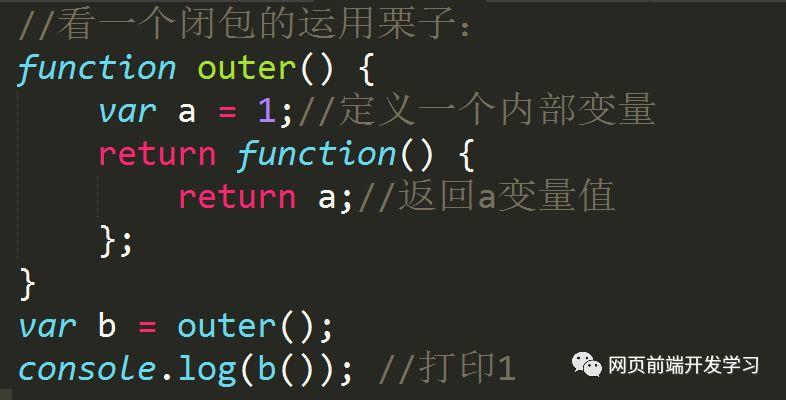 //看一个闭包的运用栗子：
function outer() {
    var a = 1;//定义一个内部变量
    return function() {
        return a;//返回a变量值
    };
}
var b = outer();
console.log(b()); //打印1
网页前端开发学习